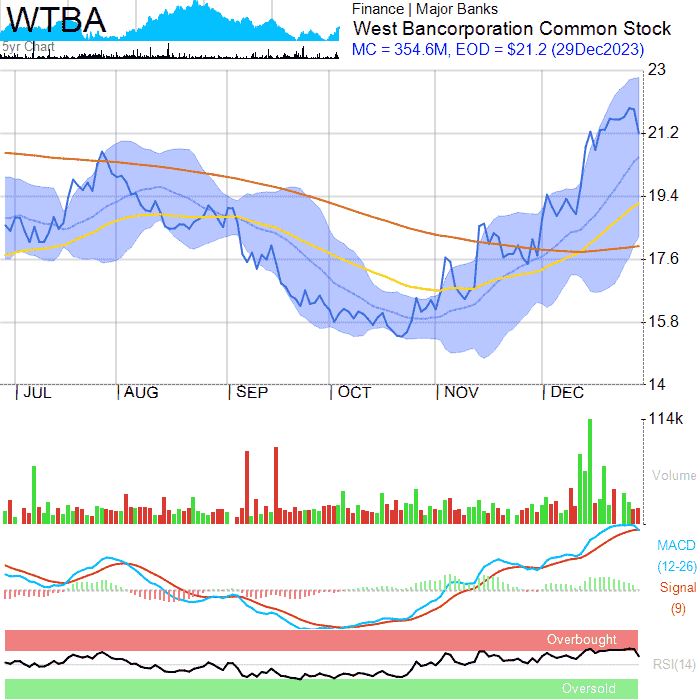 WTBA
5yr Chart
Finance | Major Banks
West Bancorporation Common Stock
MC = 354.6M, EOD = $21.2 (29Dec2023)
23
21.2
19.4
17.6
15.8
14
JUL AUG SEP OCT NOV DEC
114k
Volume
MACD
(12-26)
Signal
(9)
Overbought
RSI(14)
Oversold